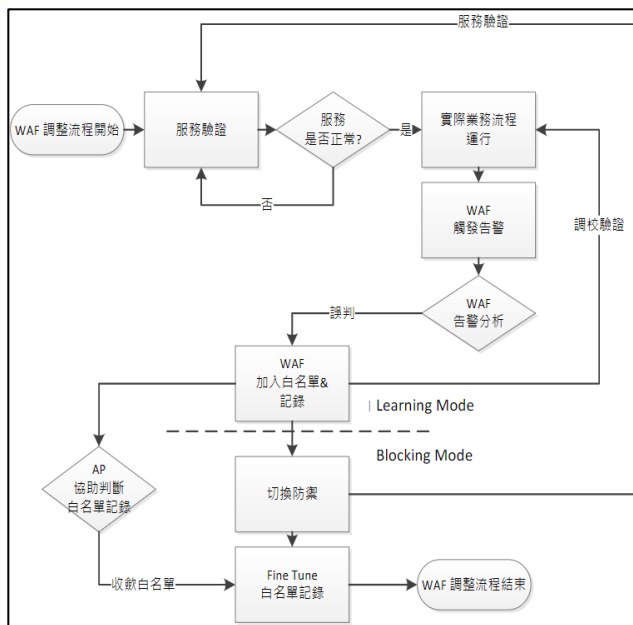 服務驗證
WAF 調整流程開始
服務驗證
服務
是否正常?
是
實際業務流程
運行
否
WAF
觸發告警
調校驗證
WAF
告警分析
誤判
WAF
加入白名單&
記錄
Learning Mode
Blocking Mode
AP
協助判斷
白名單記錄
切換防禦
收斂白名單
Fine Tune
白名單記錄
WAF 調整流程結束